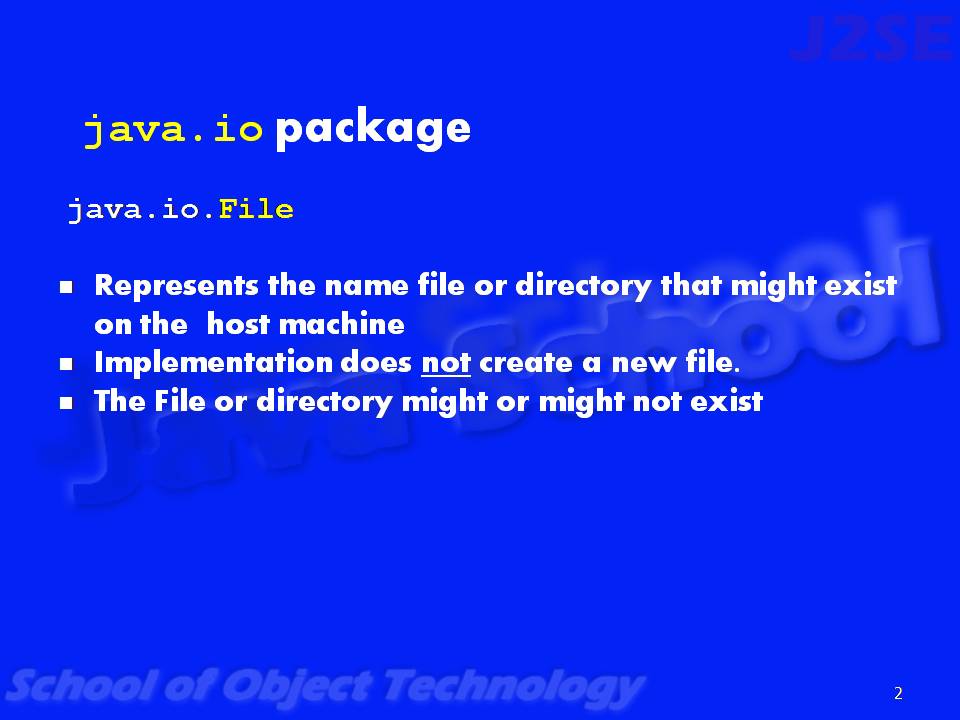 J2SE
java.io package
java.io.File
Represents the name file or directory that might exist
on the host machine
Implementation does not create a new file.
The File or directory might or might not exist
Java School
School of Object Technology
2